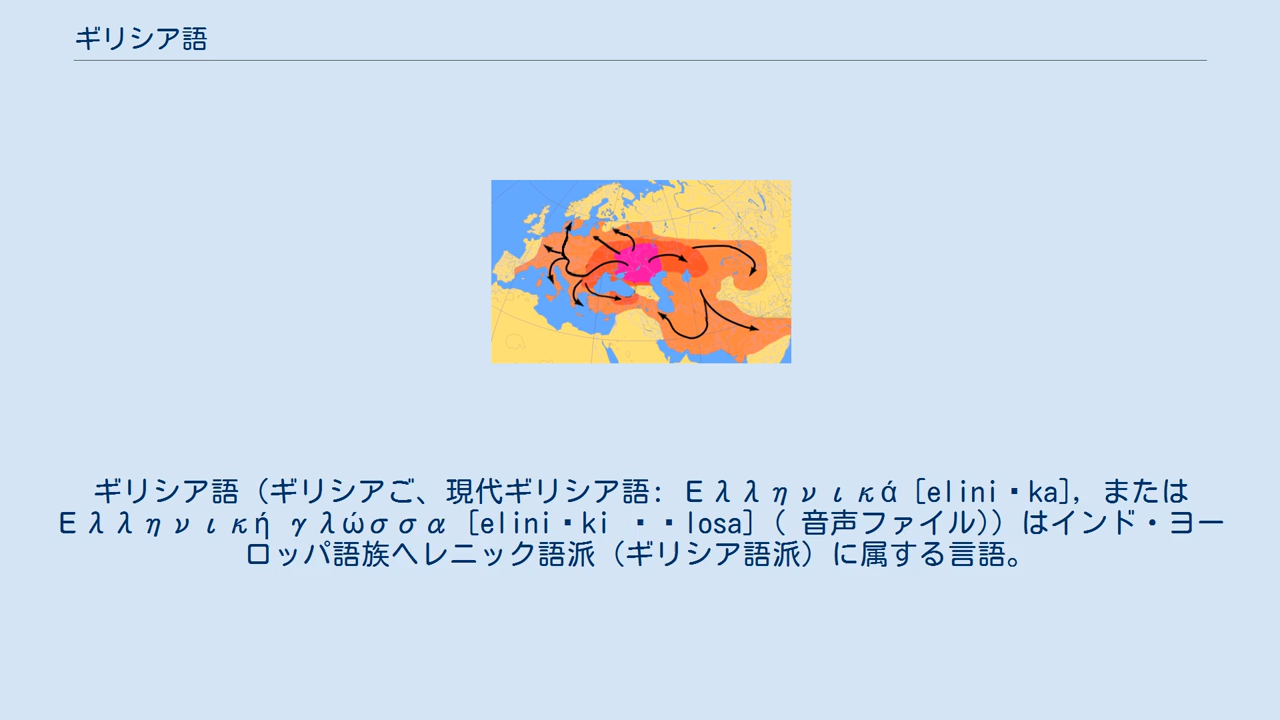 ギリシア語
ギリシア語（ギリシアご、現代ギリシア語: Ελληνικά [elini▪ka], または
Ελληνική γλώσσα [elini▪ki ▪▪losa]（ 音声ファイル)）はインド・ヨー
ロッパ語族ヘレニック語派（ギリシア語派）に属する言語。